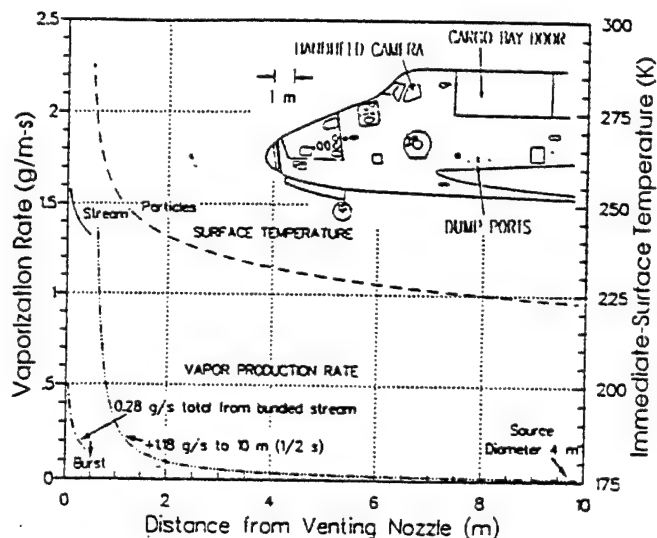 2.5
2
1.5
1
.5
0
Vaporization Rate (g/m-s)
300
275
250
225
200
175
Immediate-Surface Temperature (K)
0
2
4
6
8
10
Distance from Venting Nozzle (m)
HANDHELD CAMERA
CARGO BAY DOOR
1 m
Stream
Particles
SURFACE TEMPERATURE
DUMP PORTS
VAPOR PRODUCTION RATE
0.28 g/s total from bunded stream
+1.18 g/s to 10 m (1/2 s)
Burst
Source
Diameter 4 m